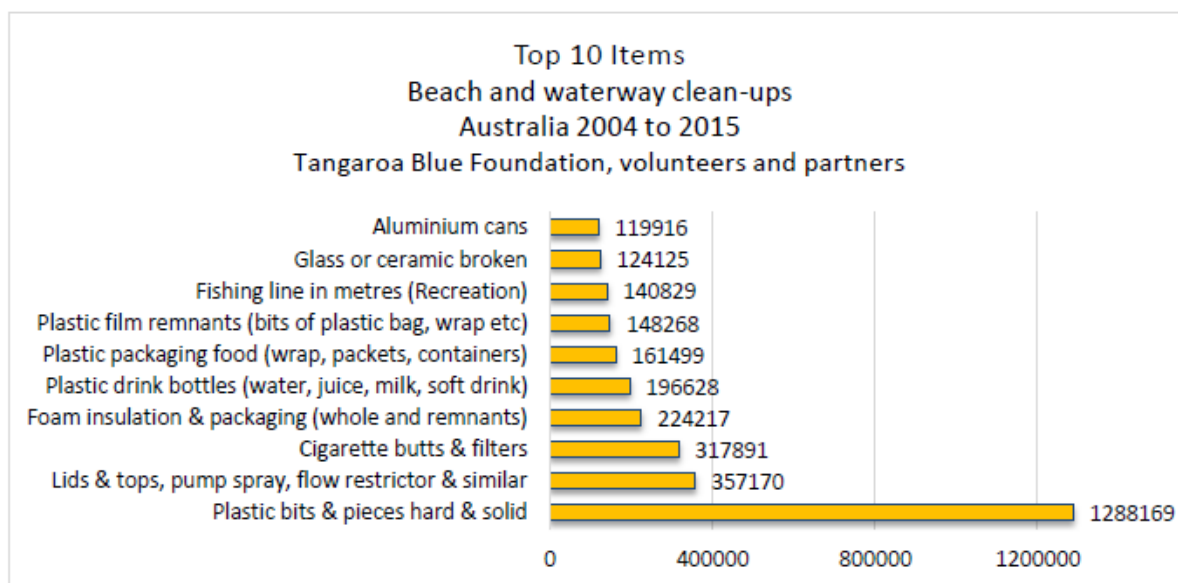 Top 10 Items
Beach and waterway clean-ups
Australia 2004 to 2015
Tangaroa Blue Foundation, volunteers and partners
Aluminium cans 119916
Glass or ceramic broken 124125
Fishing line in metres (Recreation) 140829
Plastic film remnants (bits of plastic bag, wrap etc) 148268
Plastic packaging food (wrap, packets, containers) 161499
Plastic drink bottles (water, juice, milk, soft drink) 196628
Foam insulation & packaging (whole and remnants) 224217
Cigarette butts & filters 317891
Lids & tops, pump spray, flow restrictor & similar 357170
Plastic bits & pieces hard & solid 1288169
0 400000 800000 1200000